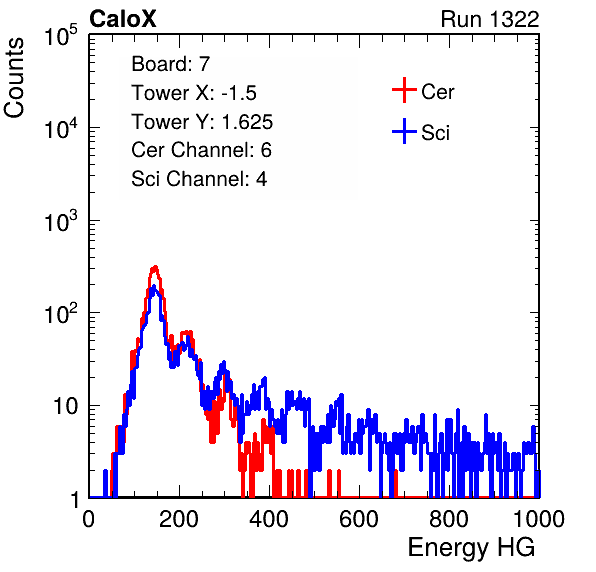 CaloX Run 1322
Counts
10^5
10^4
10^3
10^2
10
1
Board: 7
Tower X: -1.5
Tower Y: 1.625
Cer Channel: 6
Sci Channel: 4
Cer
Sci
0 200 400 600 800 1000
Energy HG